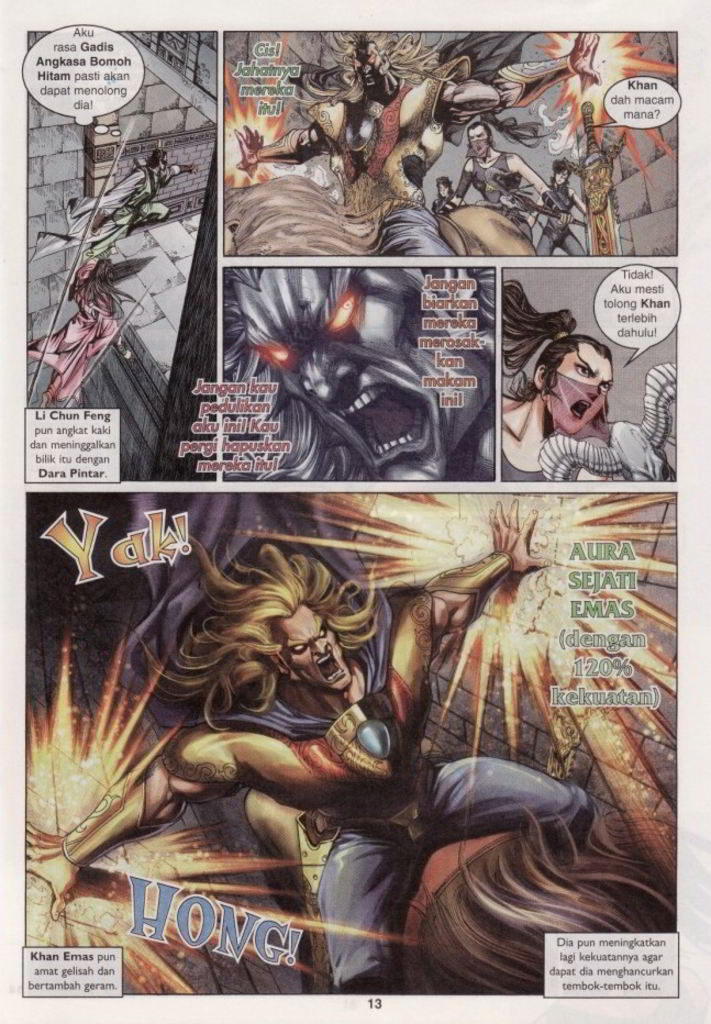 Aku
rasa Gadis
Angkasa Bomoh
Hitam pasti akan
dapat menolong
dia!
Li Chun Feng
pun angkat kaki
dan meninggalkan
bilik itu dengan
Dara Pintar.
Cis!
Jahatnya
mereka
itu!
Khan
dah macam
mana?
Jangan
biarkan
mereka
merosak-
kan
makam
ini!
Jangan kau
pedulikan
aku ini! Kau
pergi hapuskan
mereka itu!
Tidak!
Aku mesti
tolong Khan
terlebih
dahulu!
Yak!
AURA
SEJATI
EMAS
(dengan
120%
kekuatan)
HONG!
Khan Emas pun
amat gelisah dan
bertambah geram.
Dia pun meningkatkan
lagi kekuatannya agar
dapat dia menghancurkan
tembok-tembok itu.
13